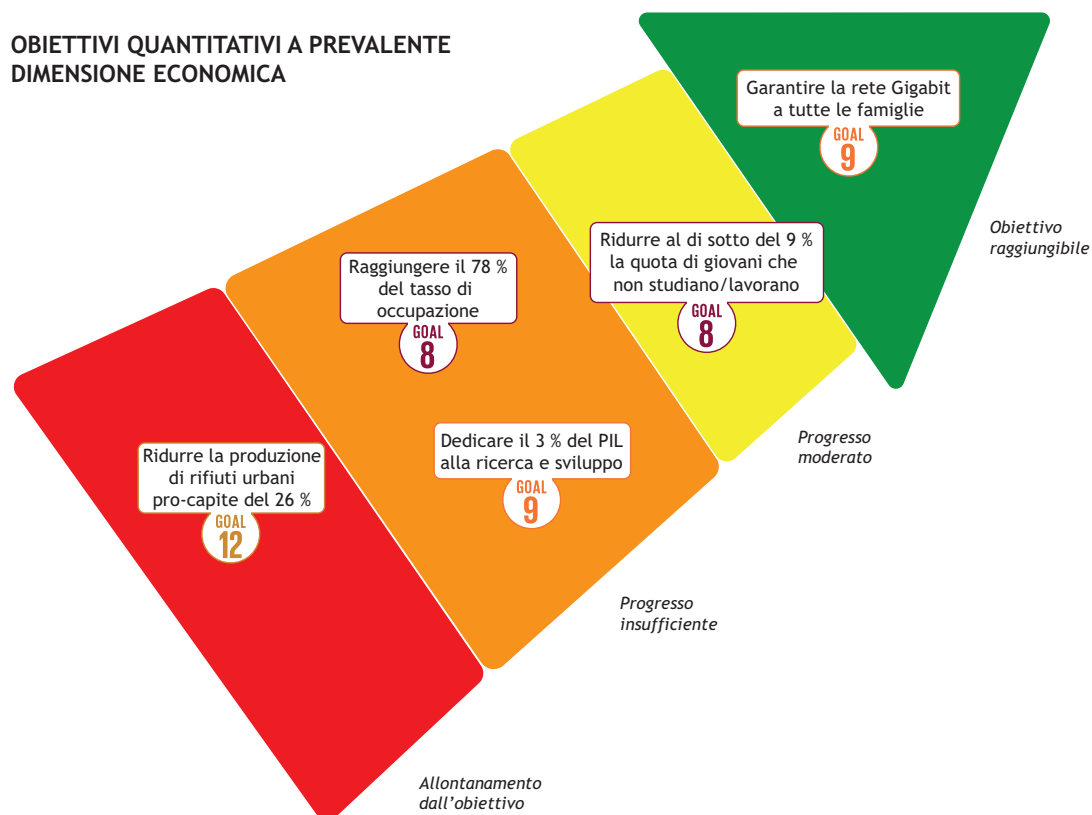 OBIETTIVI QUANTITATIVI A PREVALENTE
DIMENSIONE ECONOMICA
Garantire la rete Gigabit
a tutte le famiglie
GOAL
9
Obiettivo
raggiungibile
Ridurre al di sotto del 9 %
la quota di giovani che
non studiano/lavorano
GOAL
8
Progresso
moderato
Raggiungere il 78 %
del tasso di
occupazione
GOAL
8
Dedicare il 3 % del PIL
alla ricerca e sviluppo
GOAL
9
Progresso
insufficiente
Ridurre la produzione
di rifiuti urbani
pro-capite del 26 %
GOAL
12
Allontanamento
dall'obiettivo